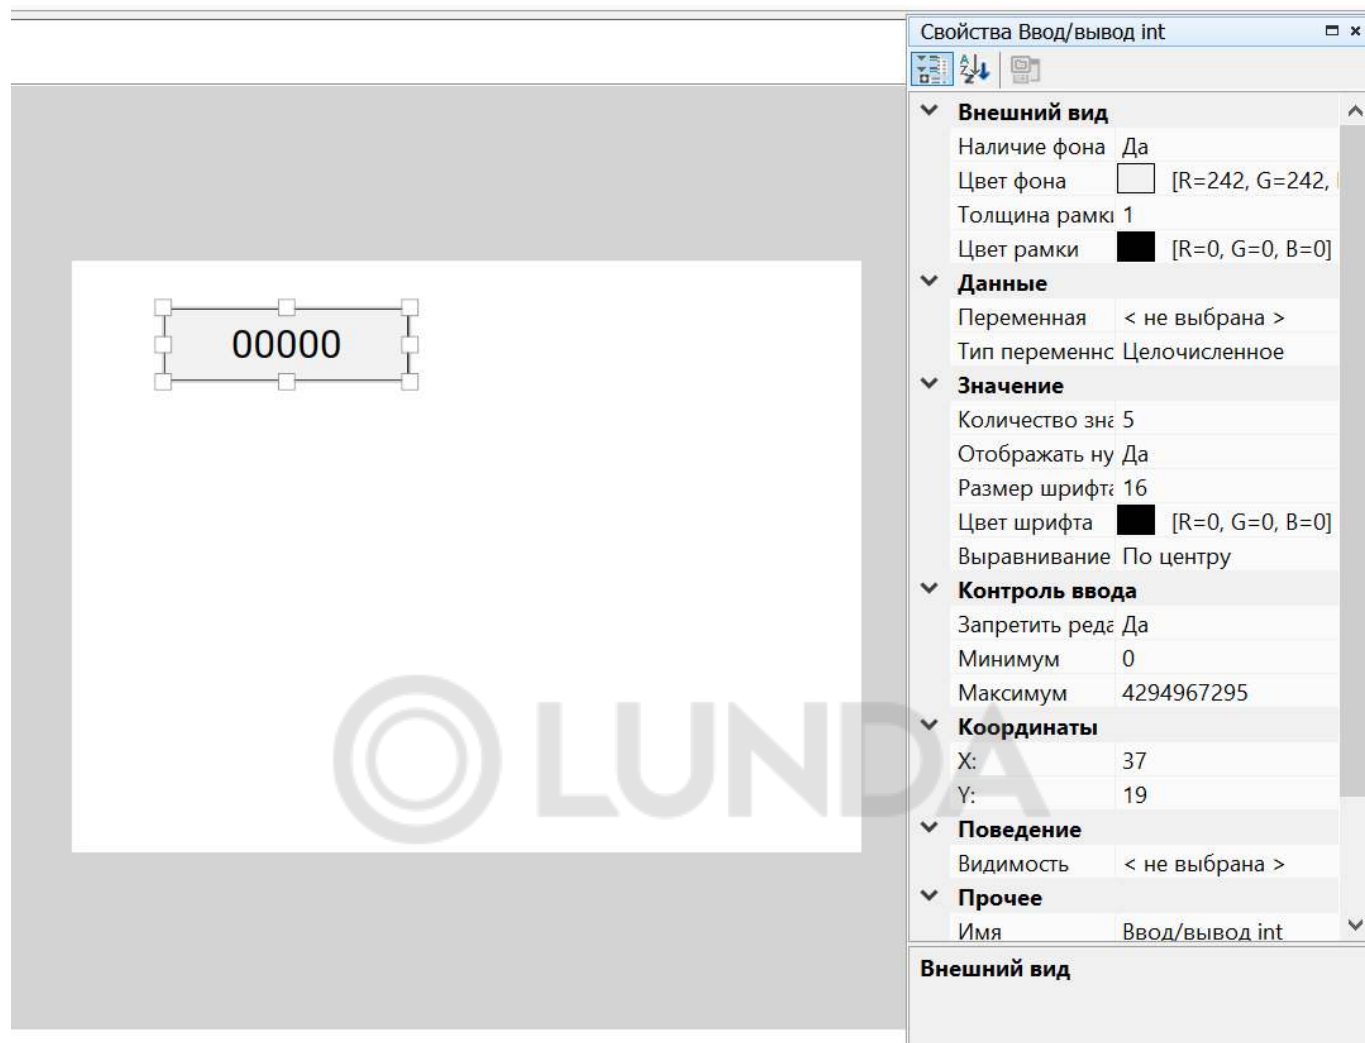 Свойства Ввод/вывод int
Внешний вид
Наличие фона Да
Цвет фона [R=242, G=242,
Толщина рамки 1
Цвет рамки [R=0, G=0, B=0]
Данные
Переменная < не выбрана >
Тип переменнс Целочисленное
Значение
Количество зна 5
Отображать ну Да
Размер шрифта 16
Цвет шрифта [R=0, G=0, B=0]
Выравнивание По центру
Контроль ввода
Запретить реда Да
Минимум 0
Максимум 4294967295
Координаты
X: 37
Y: 19
Поведение
Видимость < не выбрана >
Прочее
Имя Ввод/вывод int
Внешний вид
00000
LUNDA